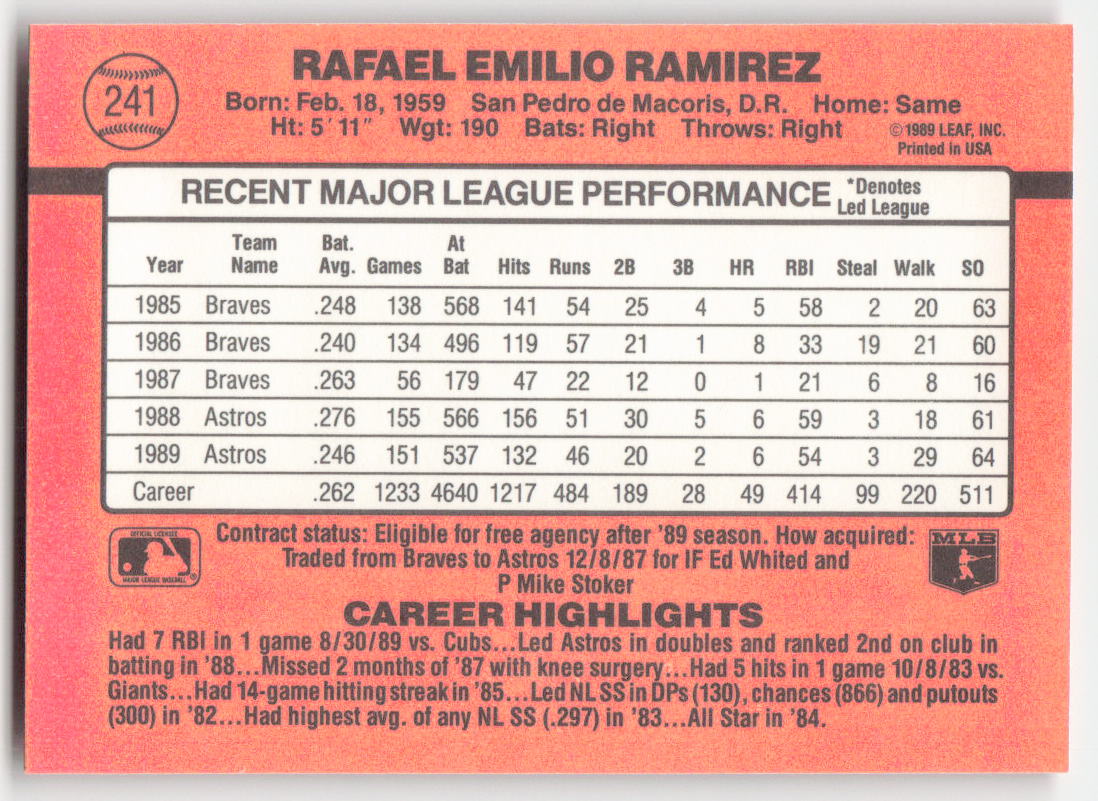 241
RAFAEL EMILIO RAMIREZ
Born: Feb. 18, 1959 San Pedro de Macoris, D.R. Home: Same
Ht: 5' 11" Wgt: 190 Bats: Right Throws: Right
©1989 LEAF, INC.
Printed in USA
RECENT MAJOR LEAGUE PERFORMANCE *Denotes
Led League
Year Team Name Bat. Avg. Games At Bat Hits Runs 2B 3B HR RBI Steal Walk SO
1985 Braves .248 138 568 141 54 25 4 5 58 2 20 63
1986 Braves .240 134 496 119 57 21 1 8 33 19 21 60
1987 Braves .263 56 179 47 22 12 0 1 21 6 8 16
1988 Astros .276 155 566 156 51 30 5 6 59 3 18 61
1989 Astros .246 151 537 132 46 20 2 6 54 3 29 64
Career .262 1233 4640 1217 484 189 28 49 414 99 220 511
OFFICIAL LICENSEE
MAJOR LEAGUE BASEBALL
®
Contract status: Eligible for free agency after '89 season. How acquired:
Traded from Braves to Astros 12/8/87 for IF Ed Whited and
P Mike Stoker
MLB
CAREER HIGHLIGHTS
Had 7 RBI in 1 game 8/30/89 vs. Cubs...Led Astros in doubles and ranked 2nd on club in
batting in '88...Missed 2 months of '87 with knee surgery...Had 5 hits in 1 game 10/8/83 vs.
Giants...Had 14-game hitting streak in '85...Led NL SS in DPs (130), chances (866) and putouts
(300) in '82...Had highest avg. of any NL SS (.297) in '83...All Star in '84.